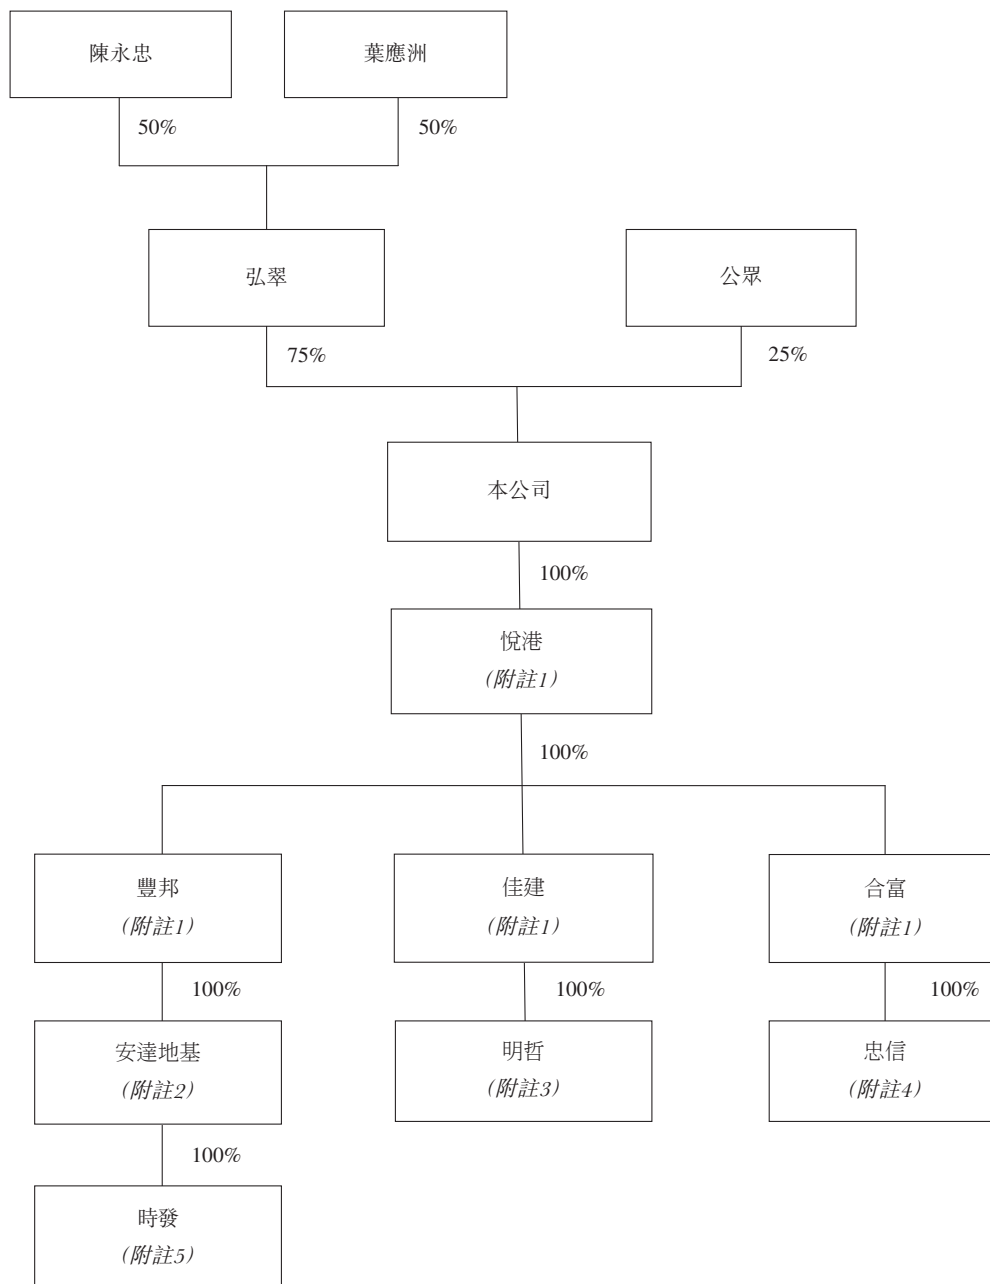 陳永忠
葉應洲
50%
50%
弘翠
公眾
75%
25%
本公司
100%
悅港
(附註1)
100%
豐邦
(附註1)
佳建
(附註1)
合富
(附註1)
100%
100%
100%
安達地基
(附註2)
明哲
(附註3)
忠信
(附註4)
100%
時發
(附註5)